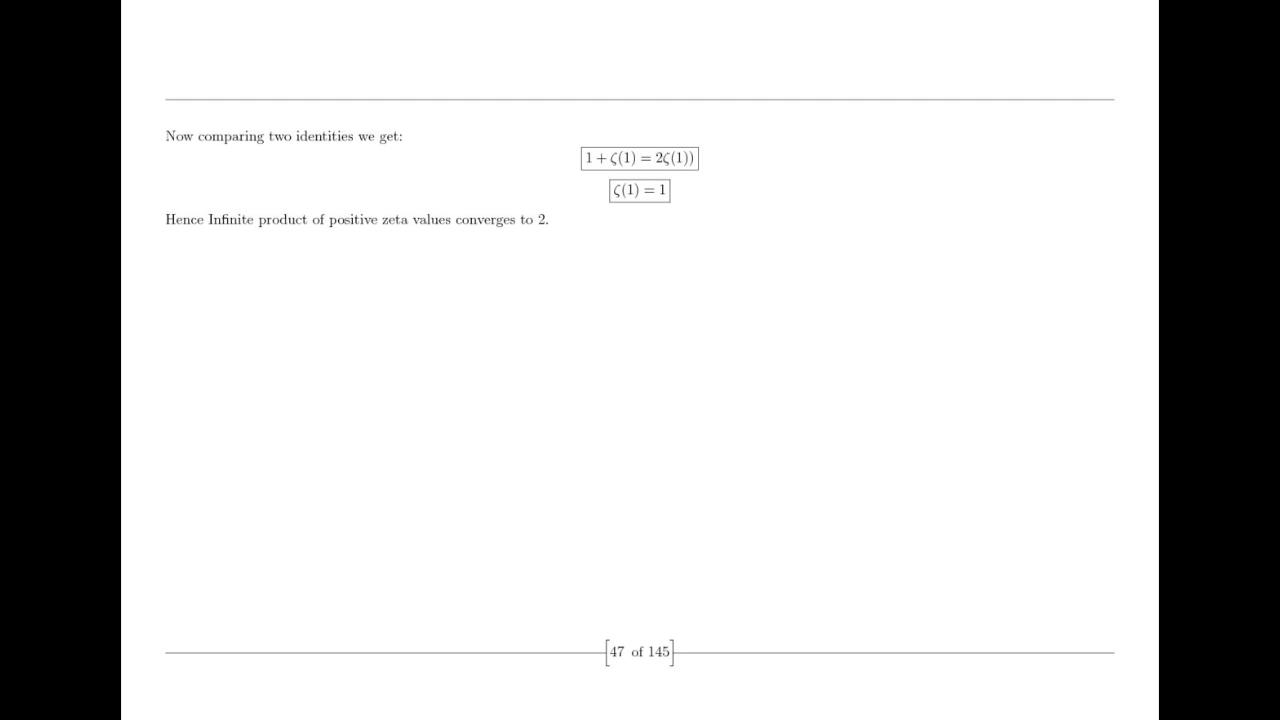 Now comparing two identities we get:
1 + ζ(1) = 2ζ(1))
ζ(1) = 1
Hence Infinite product of positive zeta values converges to 2.
[47 of 145]